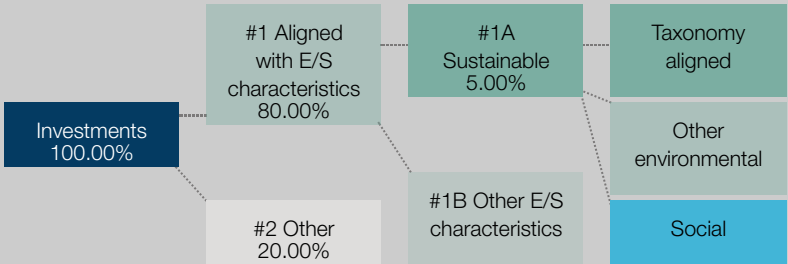 #1 Aligned
with E/S
characteristics
80.00%
#1A
Sustainable
5.00%
Taxonomy
aligned
Investments
100.00%
Other
environmental
#1B Other E/S
characteristics
#2 Other
20.00%
Social